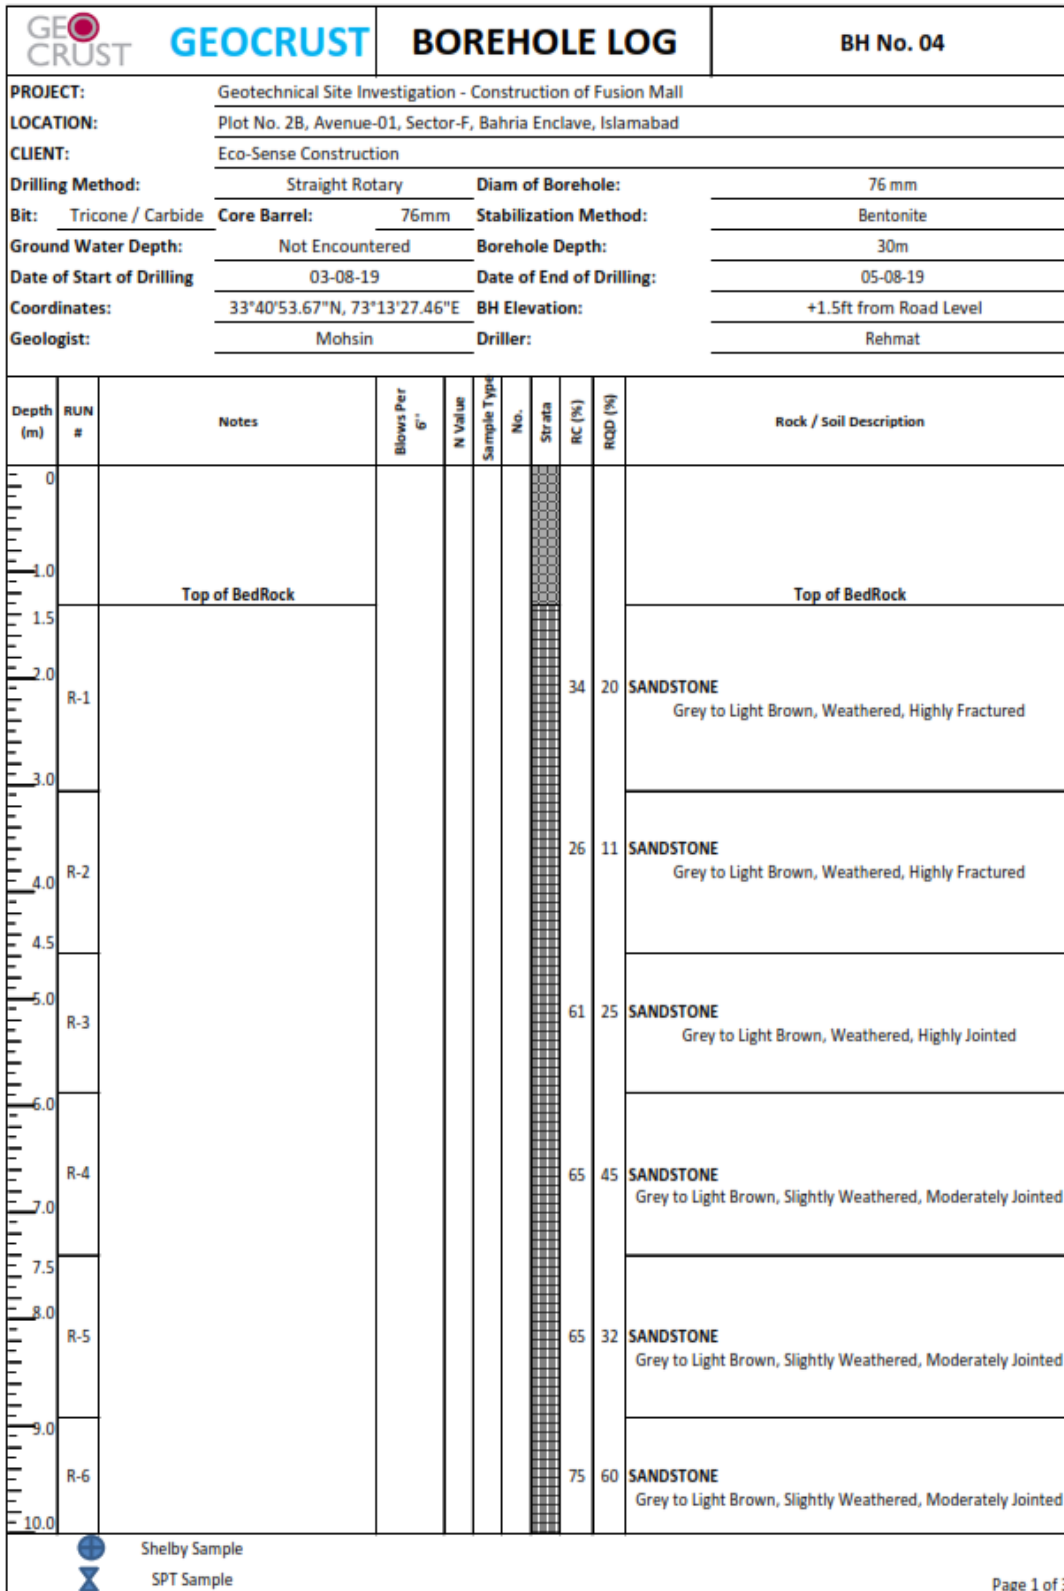 GEO CRUST GEOCRUST BOREHOLE LOG BH No. 04
PROJECT: Geotechnical Site Investigation - Construction of Fusion Mall
LOCATION: Plot No. 2B, Avenue-01, Sector-F, Bahria Enclave, Islamabad
CLIENT: Eco-Sense Construction
Drilling Method: Straight Rotary Diam of Borehole: 76 mm
Bit: Tricone / Carbide Core Barrel: 76mm Stabilization Method: Bentonite
Ground Water Depth: Not Encountered Borehole Depth: 30m
Date of Start of Drilling 03-08-19 Date of End of Drilling: 05-08-19
Coordinates: 33°40'53.67"N, 73°13'27.46"E BH Elevation: +1.5ft from Road Level
Geologist: Mohsin Driller: Rehmat
Depth (m) RUN # Notes Blows Per 6'' N Value Sample Type No. Strata RC (%) RQD (%) Rock / Soil Description
0
1.0
Top of BedRock Top of BedRock
1.5
2.0
R-1 34 20 SANDSTONE
Grey to Light Brown, Weathered, Highly Fractured
3.0
R-2 26 11 SANDSTONE
Grey to Light Brown, Weathered, Highly Fractured
4.0
4.5
5.0
R-3 61 25 SANDSTONE
Grey to Light Brown, Weathered, Highly Jointed
6.0
R-4 65 45 SANDSTONE
Grey to Light Brown, Slightly Weathered, Moderately Jointed
7.0
7.5
8.0
R-5 65 32 SANDSTONE
Grey to Light Brown, Slightly Weathered, Moderately Jointed
9.0
R-6 75 60 SANDSTONE
Grey to Light Brown, Slightly Weathered, Moderately Jointed
10.0
Shelby Sample
SPT Sample
Page 1 of